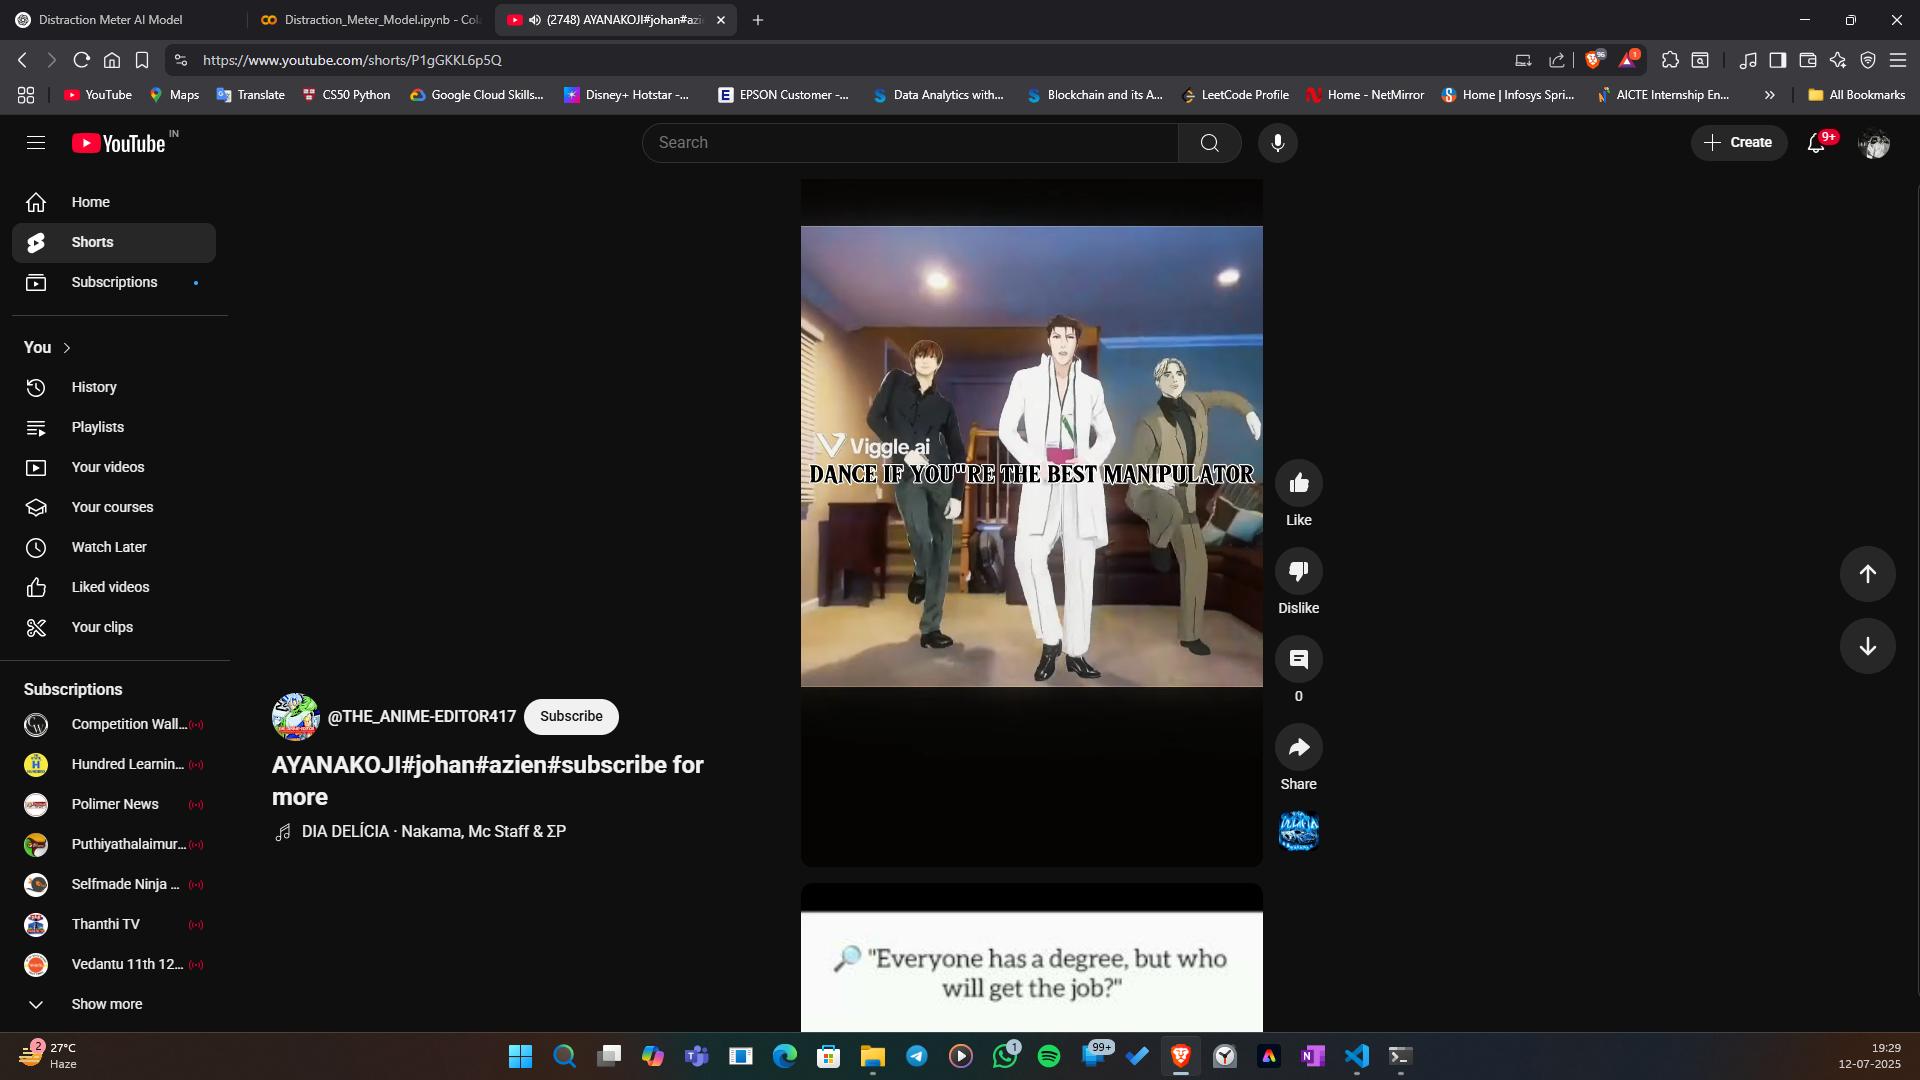 Distraction Meter AI Model
Distraction_Meter_Model.ipynb - Col
(2748) AYANAKOJI#johan#azie
https://www.youtube.com/shorts/P1gGKKL6p5Q
96
1
YouTube
Maps
Translate
CS50 Python
Google Cloud Skills...
Disney+ Hotstar -...
EPSON Customer -...
Data Analytics with...
Blockchain and its A...
LeetCode Profile
Home - NetMirror
Home | Infosys Spri...
AICTE Internship En...
All Bookmarks
YouTube IN
Search
Create
9+
Home
Shorts
Subscriptions
You
History
Playlists
Your videos
Your courses
Watch Later
Liked videos
Your clips
Subscriptions
Competition Wall...
Hundred Learnin...
Polimer News
Puthiyathalaimur...
Selfmade Ninja ...
Thanthi TV
Vedantu 11th 12...
Show more
Viggle.ai
DANCE IF YOU"RE THE BEST MANIPULATOR
Like
Dislike
0
Share
@THE_ANIME-EDITOR417
Subscribe
AYANAKOJI#johan#azien#subscribe for
more
DIA DELÍCIA · Nakama, Mc Staff & ΣP
"Everyone has a degree, but who
will get the job?"
2
27°C
Haze
1
99+
19:29
12-07-2025